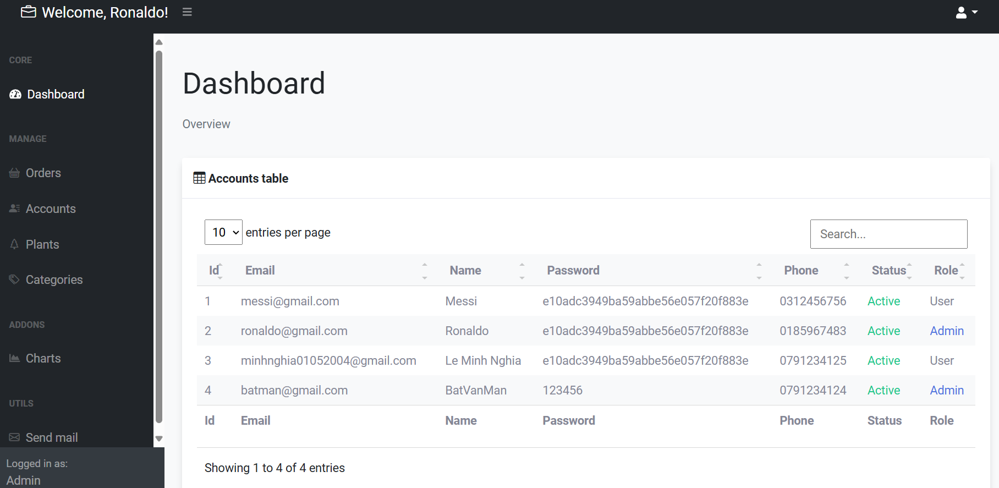 Welcome, Ronaldo!
CORE
Dashboard
MANAGE
Orders
Accounts
Plants
Categories
ADDONS
Charts
UTILS
Send mail
Logged in as:
Admin
Dashboard
Overview
Accounts table
10 entries per page
Search...
Id Email Name Password Phone Status Role
1 messi@gmail.com Messi e10adc3949ba59abbe56e057f20f883e 0312456756 Active User
2 ronaldo@gmail.com Ronaldo e10adc3949ba59abbe56e057f20f883e 0185967483 Active Admin
3 minhnghia01052004@gmail.com Le Minh Nghia e10adc3949ba59abbe56e057f20f883e 0791234125 Active User
4 batman@gmail.com BatVanMan 123456 0791234124 Active Admin
Id Email Name Password Phone Status Role
Showing 1 to 4 of 4 entries